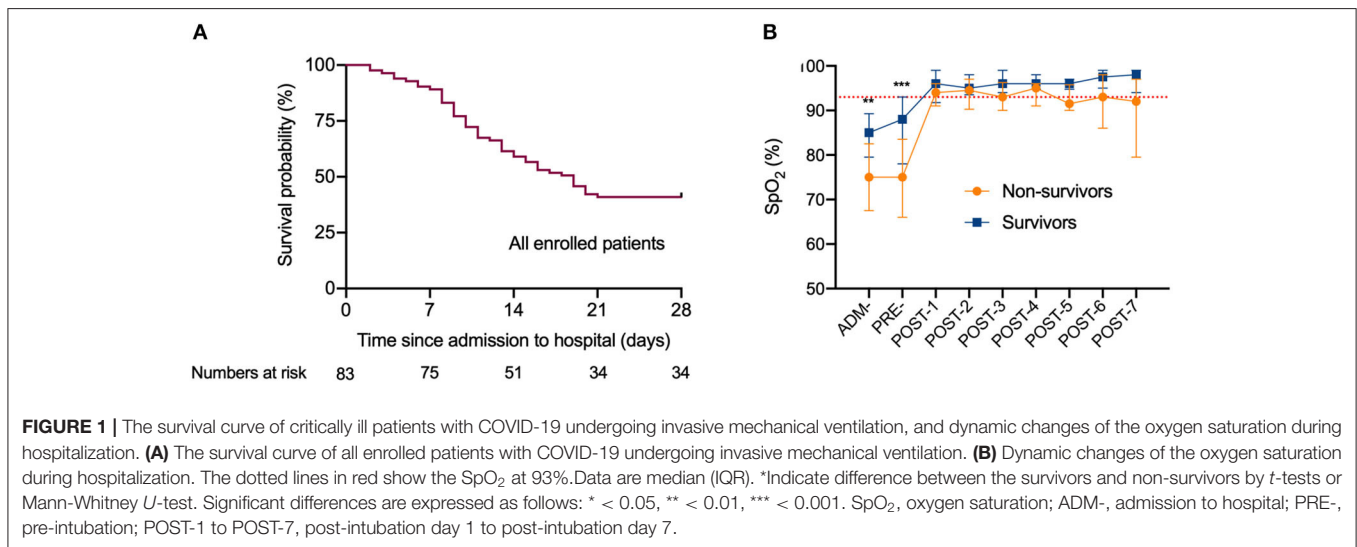 A
Survival probability (%)
100
75
50
25
0
All enrolled patients
0 7 14 21 28
Time since admission to hospital (days)
Numbers at risk 83 75 51 34 34
B
SpO₂ (%)
100
90
80
70
60
50
**
***
Non-survivors
Survivors
ADM- PRE- POST-1 POST-2 POST-3 POST-4 POST-5 POST-6 POST-7
FIGURE 1 | The survival curve of critically ill patients with COVID-19 undergoing invasive mechanical ventilation, and dynamic changes of the oxygen saturation during
hospitalization. (A) The survival curve of all enrolled patients with COVID-19 undergoing invasive mechanical ventilation. (B) Dynamic changes of the oxygen saturation
during hospitalization. The dotted lines in red show the SpO₂ at 93%.Data are median (IQR). *Indicate difference between the survivors and non-survivors by t-tests or
Mann-Whitney U-test. Significant differences are expressed as follows: * < 0.05, ** < 0.01, *** < 0.001. SpO₂, oxygen saturation; ADM-, admission to hospital; PRE-,
pre-intubation; POST-1 to POST-7, post-intubation day 1 to post-intubation day 7.